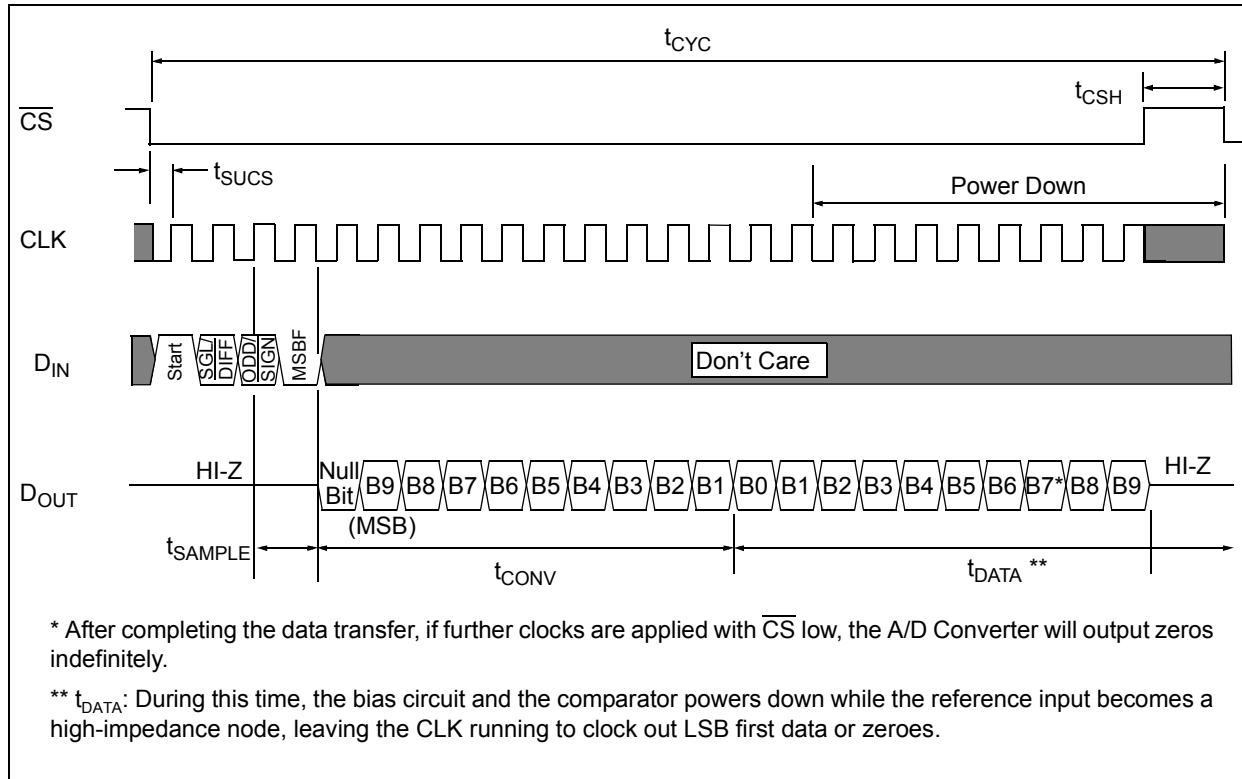 tCYC
tCSH
CS
tSUCS
Power Down
CLK
DIN
Start
SGL/
DIFF
ODD/
SIGN
MSBF
Don't Care
HI-Z
DOUT
Null
Bit
B9 B8 B7 B6 B5 B4 B3 B2 B1 B0 B1 B2 B3 B4 B5 B6 B7* B8 B9
HI-Z
(MSB)
tSAMPLE
tCONV
tDATA **
* After completing the data transfer, if further clocks are applied with CS low, the A/D Converter will output zeros
indefinitely.
** tDATA: During this time, the bias circuit and the comparator powers down while the reference input becomes a
high-impedance node, leaving the CLK running to clock out LSB first data or zeroes.